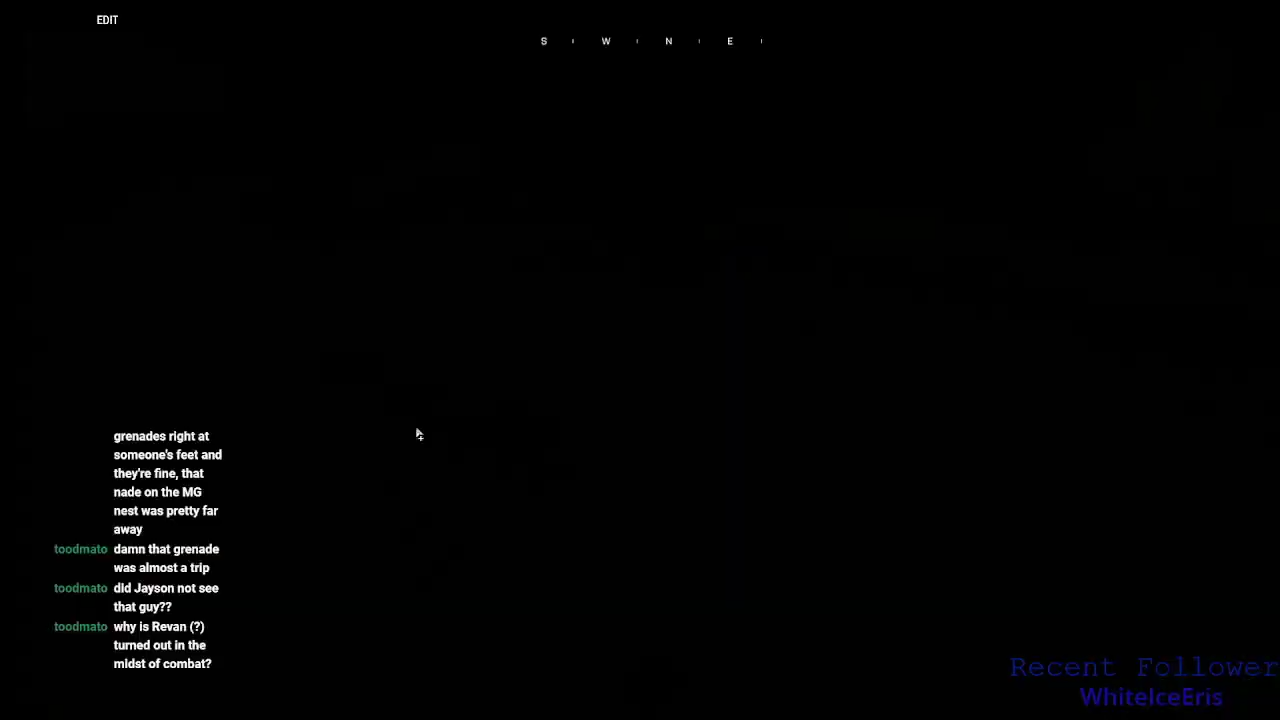 EDIT
S W N E
grenades right at
someone's feet and
they're fine, that
nade on the MG
nest was pretty far
away
toodmato damn that grenade
was almost a trip
toodmato did Jayson not see
that guy??
toodmato why is Revan (?)
turned out in the
midst of combat?
Recent Follower
WhiteIceEris